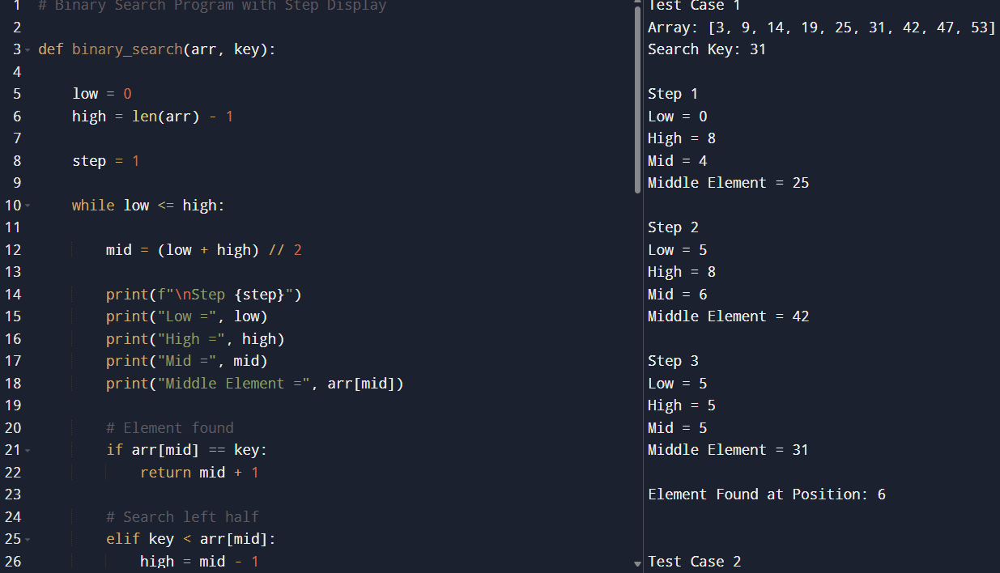 1 # Binary Search Program with Step Display
2
3 def binary_search(arr, key):
4
5 low = 0
6 high = len(arr) - 1
7
8 step = 1
9
10 while low <= high:
11
12 mid = (low + high) // 2
13
14 print(f"\nStep {step}")
15 print("Low =", low)
16 print("High =", high)
17 print("Mid =", mid)
18 print("Middle Element =", arr[mid])
19
20 # Element found
21 if arr[mid] == key:
22 return mid + 1
23
24 # Search left half
25 elif key < arr[mid]:
26 high = mid - 1
Test Case 1
Array: [3, 9, 14, 19, 25, 31, 42, 47, 53]
Search Key: 31
Step 1
Low = 0
High = 8
Mid = 4
Middle Element = 25
Step 2
Low = 5
High = 8
Mid = 6
Middle Element = 42
Step 3
Low = 5
High = 5
Mid = 5
Middle Element = 31
Element Found at Position: 6
Test Case 2